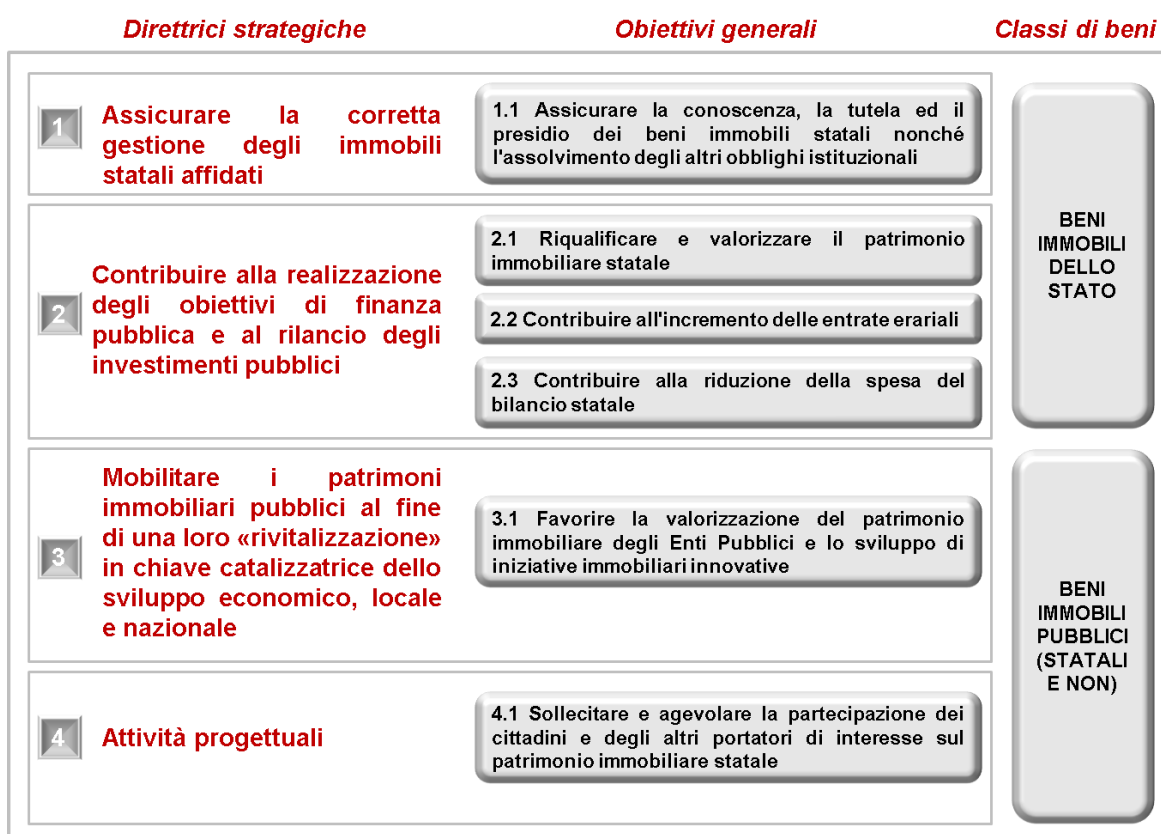 Direttrici strategiche
Obiettivi generali
Classi di beni
1
Assicurare la corretta
gestione degli immobili
statali affidati
1.1 Assicurare la conoscenza, la tutela ed il
presidio dei beni immobili statali nonché
l'assolvimento degli altri obblighi istituzionali
2
Contribuire alla realizzazione
degli obiettivi di finanza
pubblica e al rilancio degli
investimenti pubblici
2.1 Riqualificare e valorizzare il patrimonio
immobiliare statale
2.2 Contribuire all'incremento delle entrate erariali
2.3 Contribuire alla riduzione della spesa del
bilancio statale
BENI
IMMOBILI
DELLO
STATO
3
Mobilitare i patrimoni
immobiliari pubblici al fine
di una loro «rivitalizzazione»
in chiave catalizzatrice dello
sviluppo economico, locale
e nazionale
3.1 Favorire la valorizzazione del patrimonio
immobiliare degli Enti Pubblici e lo sviluppo di
iniziative immobiliari innovative
4
Attività progettuali
4.1 Sollecitare e agevolare la partecipazione dei
cittadini e degli altri portatori di interesse sul
patrimonio immobiliare statale
BENI
IMMOBILI
PUBBLICI
(STATALI
E NON)